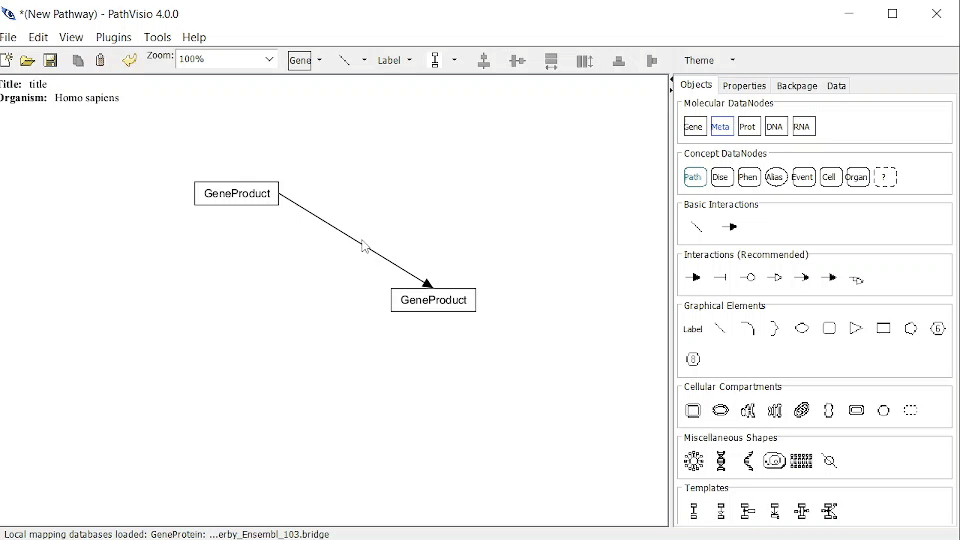 *(New Pathway) - PathVisio 4.0.0
File Edit View Plugins Tools Help
Zoom: 100% Gene Label Theme
Title: title
Organism: Homo sapiens
GeneProduct
GeneProduct
Objects Properties Backpage Data
Molecular DataNodes
Gene Meta Prot DNA RNA
Concept DataNodes
Path Dise Phen Alias Event Cell Organ ?
Basic Interactions
Interactions (Recommended)
Graphical Elements
Label 6
8
Cellular Compartments
Miscellaneous Shapes
Templates
Local mapping databases loaded: GeneProtein: ...erby_Ensembl_103.bridge